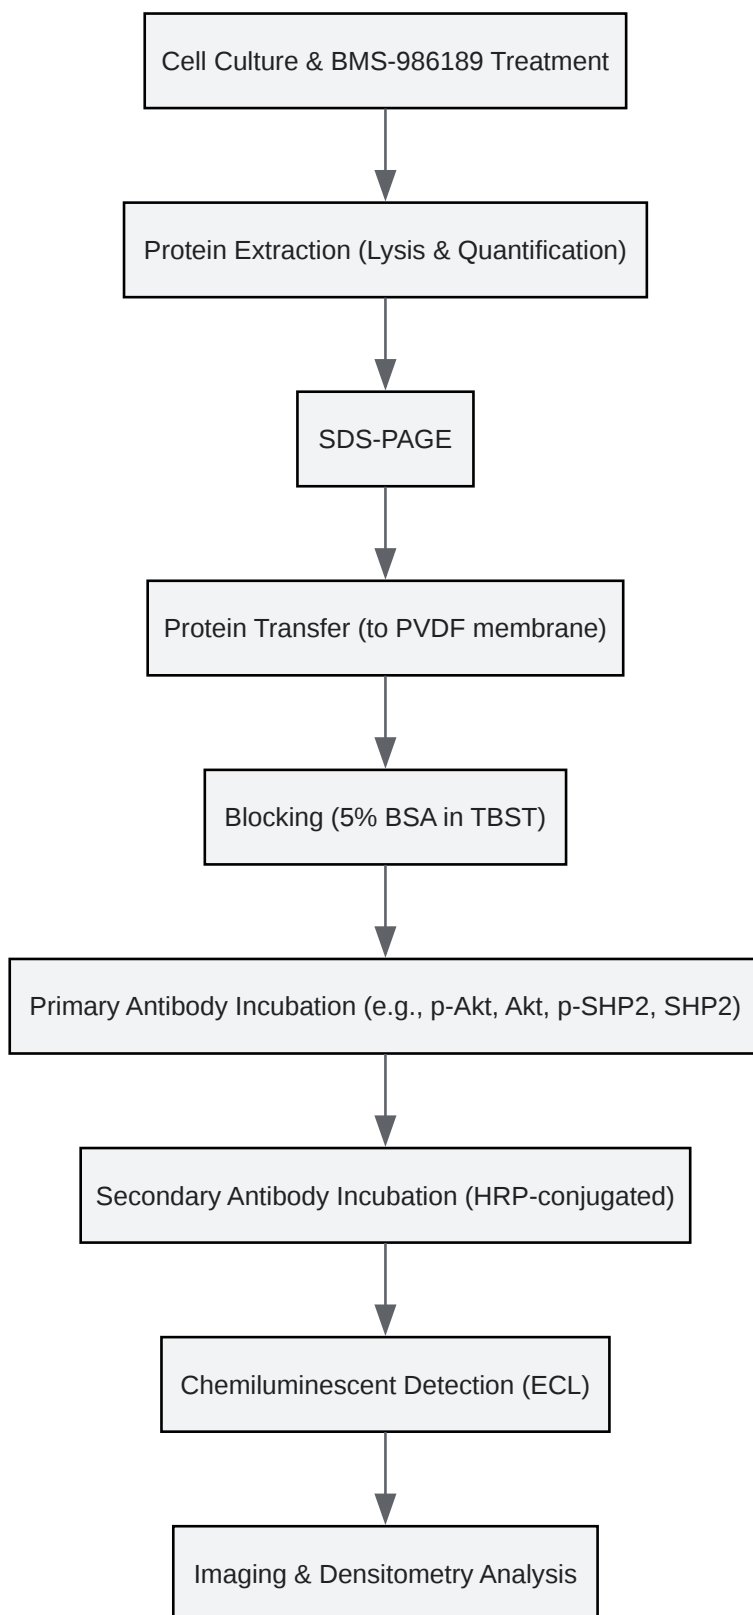 Cell Culture & BMS-986189 Treatment
Protein Extraction (Lysis & Quantification)
SDS-PAGE
Protein Transfer (to PVDF membrane)
Blocking (5% BSA in TBST)
Primary Antibody Incubation (e.g., p-Akt, Akt, p-SHP2, SHP2)
Secondary Antibody Incubation (HRP-conjugated)
Chemiluminescent Detection (ECL)
Imaging & Densitometry Analysis